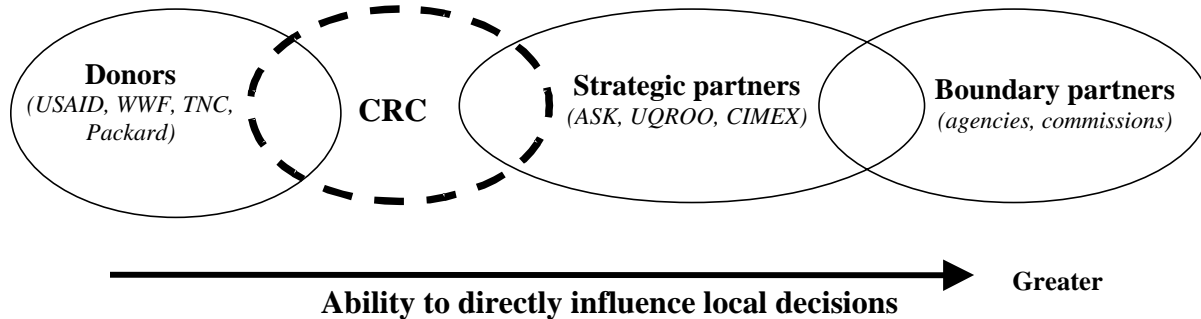 Donors
(USAID, WWF, TNC,
Packard)
CRC
Strategic partners
(ASK, UQROO, CIMEX)
Boundary partners
(agencies, commissions)
Greater
Ability to directly influence local decisions